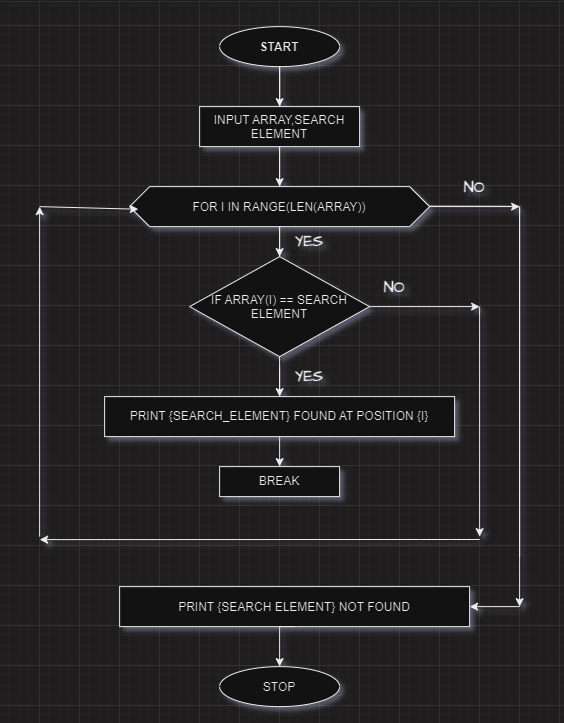 START
INPUT ARRAY,SEARCH
ELEMENT
FOR I IN RANGE(LEN(ARRAY))
NO
YES
IF ARRAY(I) == SEARCH
ELEMENT
NO
YES
PRINT {SEARCH_ELEMENT} FOUND AT POSITION {I}
BREAK
PRINT {SEARCH ELEMENT} NOT FOUND
STOP